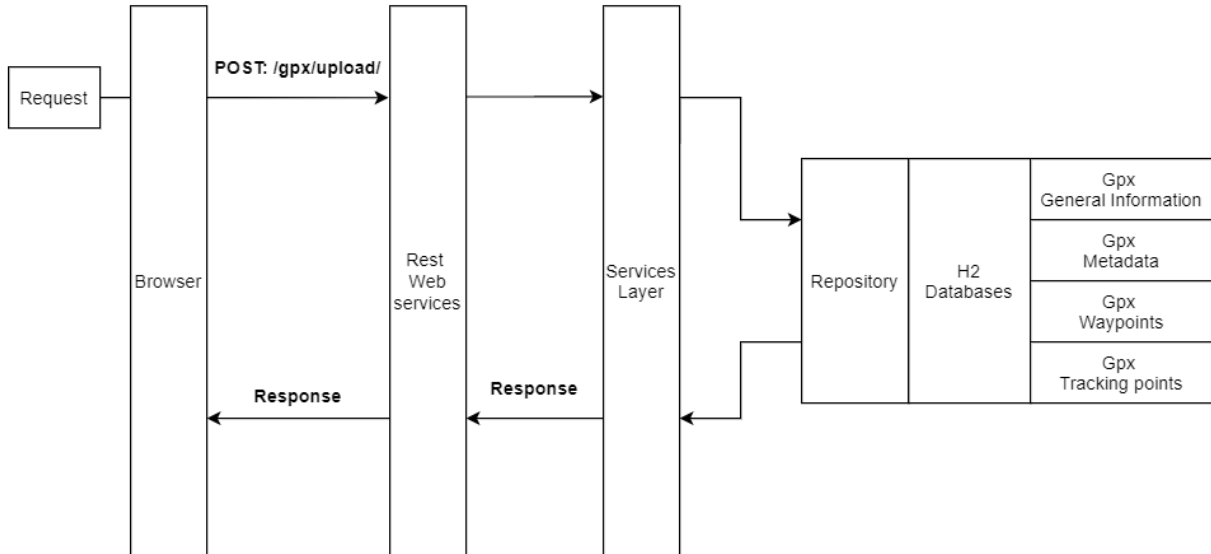 POST: /gpx/upload/
Request
Browser
Rest
Web
services
Services
Layer
Repository
H2
Databases
Gpx
General Information
Gpx
Metadata
Gpx
Waypoints
Gpx
Tracking points
Response
Response